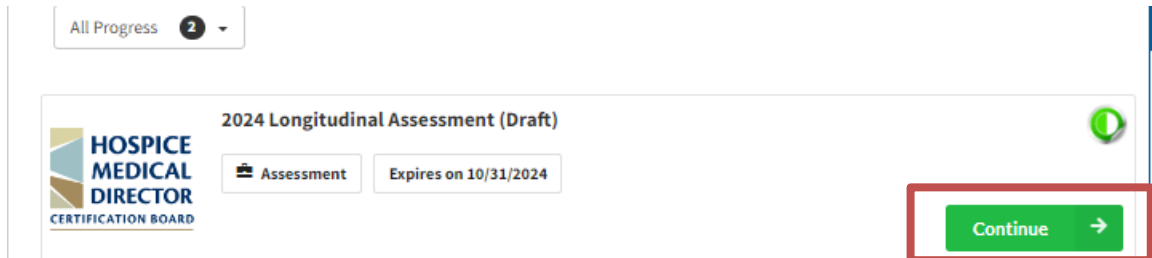 All Progress 2
2024 Longitudinal Assessment (Draft)
HOSPICE
MEDICAL
DIRECTOR
CERTIFICATION BOARD
Assessment
Expires on 10/31/2024
Continue